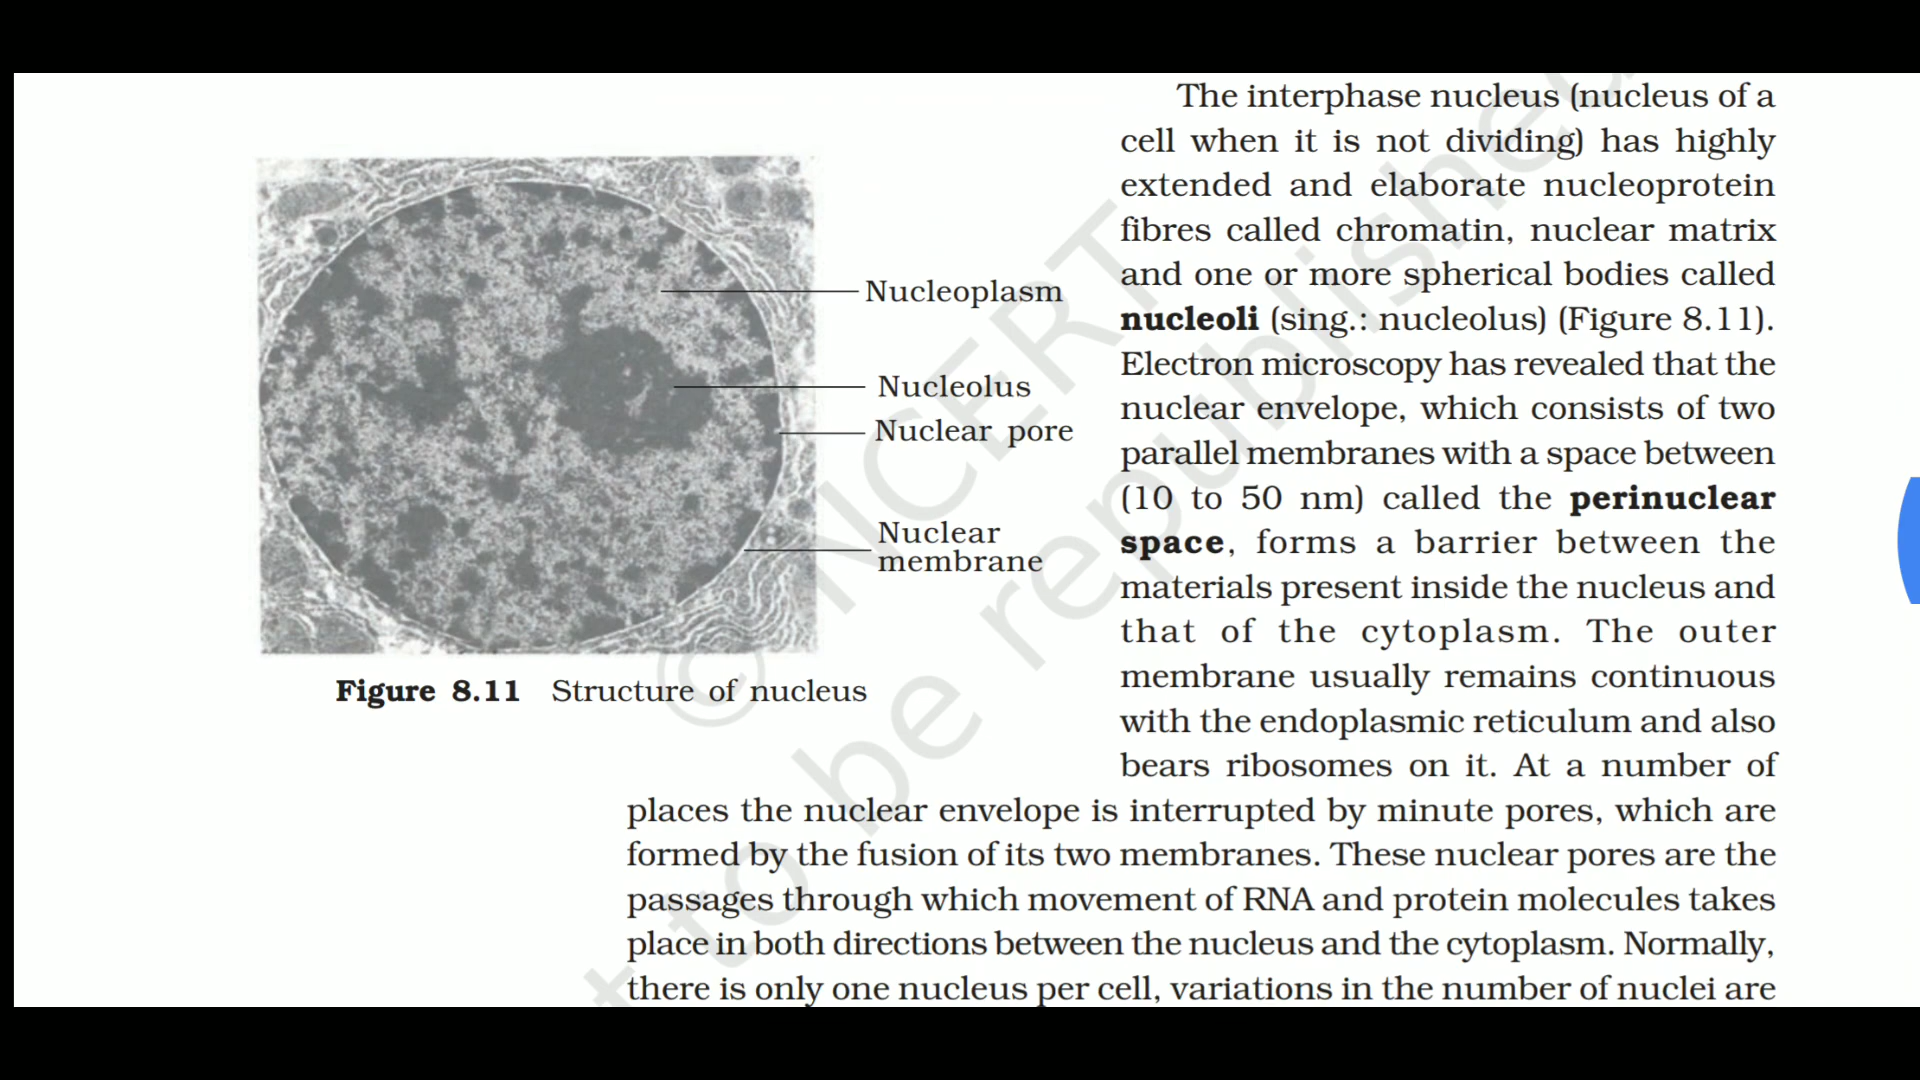 The interphase nucleus (nucleus of a
cell when it is not dividing) has highly
extended and elaborate nucleoprotein
fibres called chromatin, nuclear matrix
and one or more spherical bodies called
nucleoli (sing.: nucleolus) (Figure 8.11).
Electron microscopy has revealed that the
nuclear envelope, which consists of two
parallel membranes with a space between
(10 to 50 nm) called the perinuclear
space, forms a barrier between the
materials present inside the nucleus and
that of the cytoplasm. The outer
membrane usually remains continuous
with the endoplasmic reticulum and also
bears ribosomes on it. At a number of
places the nuclear envelope is interrupted by minute pores, which are
formed by the fusion of its two membranes. These nuclear pores are the
passages through which movement of RNA and protein molecules takes
place in both directions between the nucleus and the cytoplasm. Normally,
there is only one nucleus per cell, variations in the number of nuclei are
Nucleoplasm
Nucleolus
Nuclear pore
Nuclear
membrane
Figure 8.11 Structure of nucleus
© NCERT
to be republished